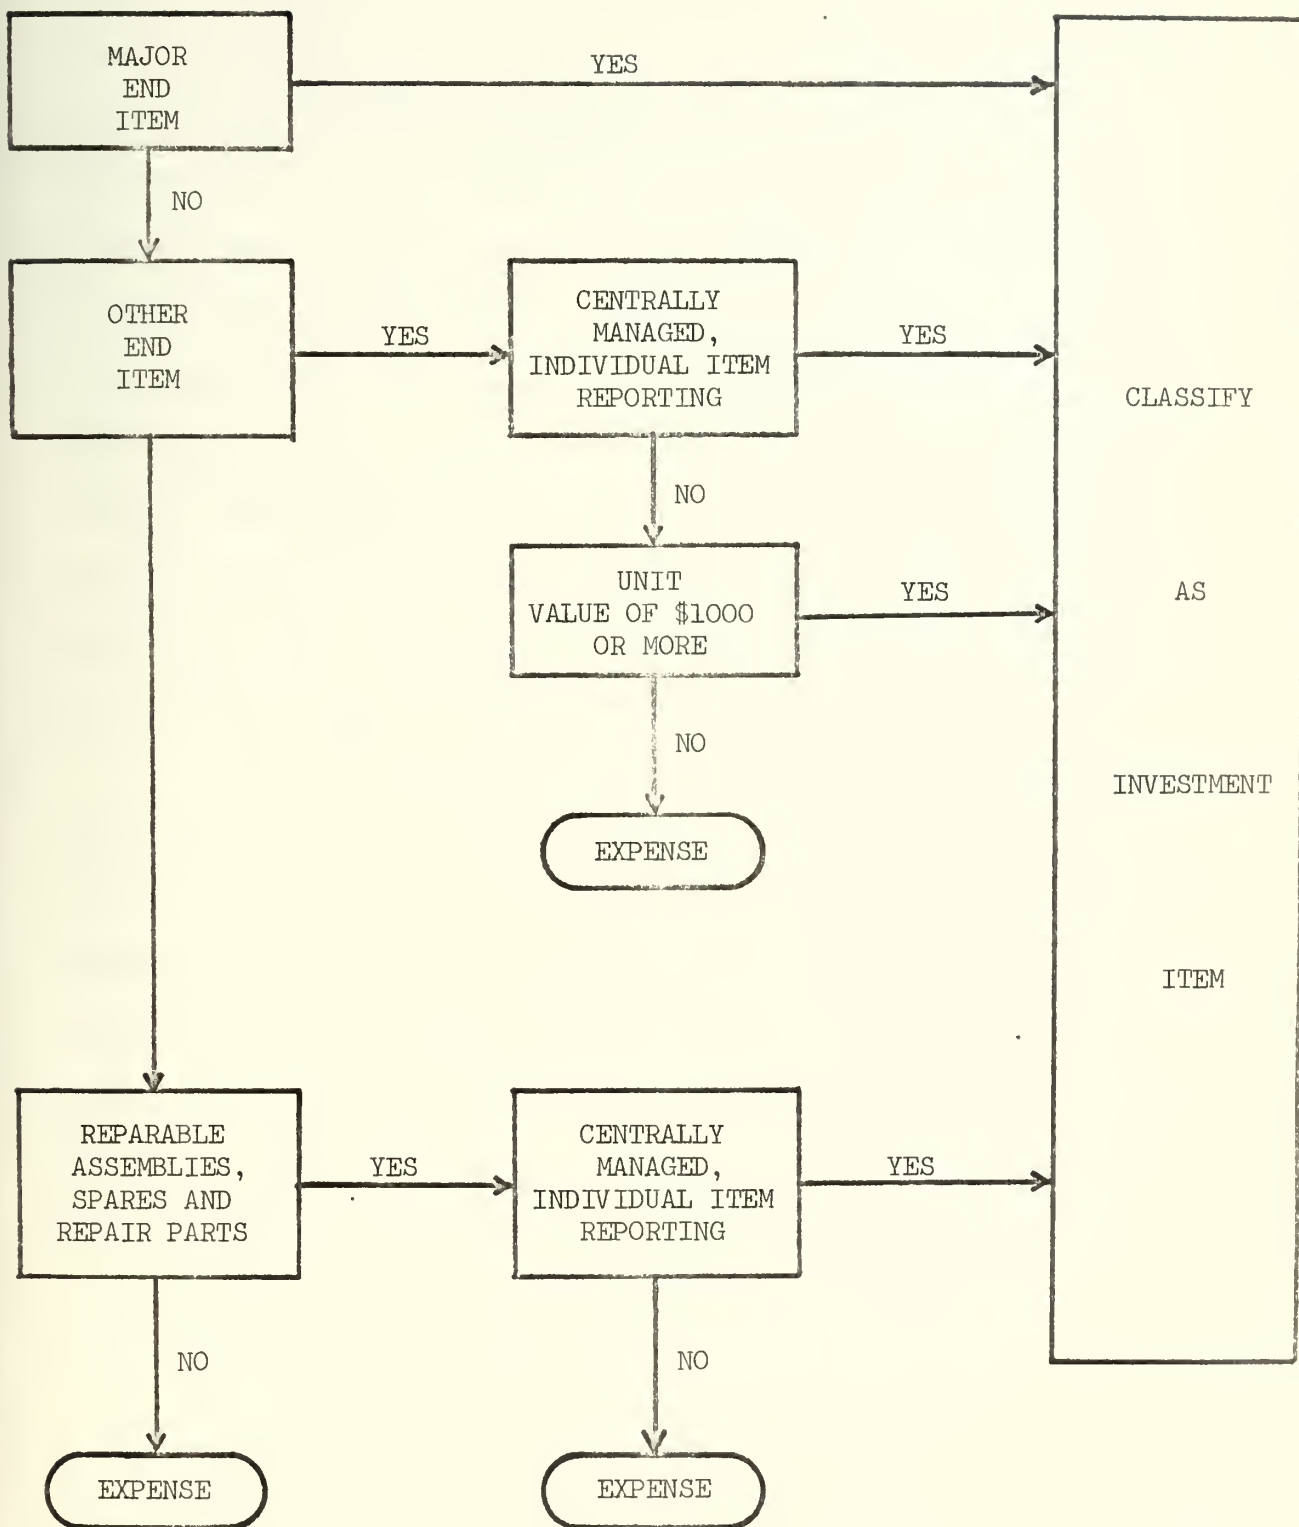 MAJOR
END
ITEM
YES
NO
OTHER
END
ITEM
YES
CENTRALLY
MANAGED,
INDIVIDUAL ITEM
REPORTING
YES
NO
UNIT
VALUE OF $1000
OR MORE
YES
NO
EXPENSE
CLASSIFY
AS
INVESTMENT
ITEM
REPARABLE
ASSEMBLIES,
SPARES AND
REPAIR PARTS
YES
CENTRALLY
MANAGED,
INDIVIDUAL ITEM
REPORTING
YES
NO
NO
EXPENSE
EXPENSE